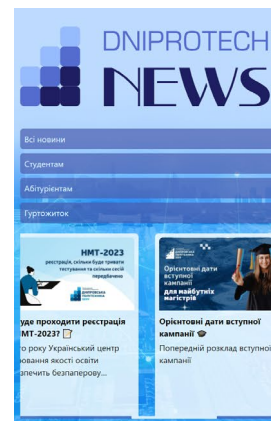 DNIPROTECH
NEWS
Всі новини
Студентам
Абітурієнтам
Гуртожиток
НМТ-2023
реєстрація, скільки буде тривати
тестування та скільки сесій
передбачено
Орієнтовні дати
вступної
кампанії
для майбутніх
магістрів
уде проходити реєстрація
МТ-2023? 📝
о року Український центр
ювання якості освіти
зпечить безпаперову...
Орієнтовні дати вступної
кампанії 🎓
Попередній розклад вступної
кампанії